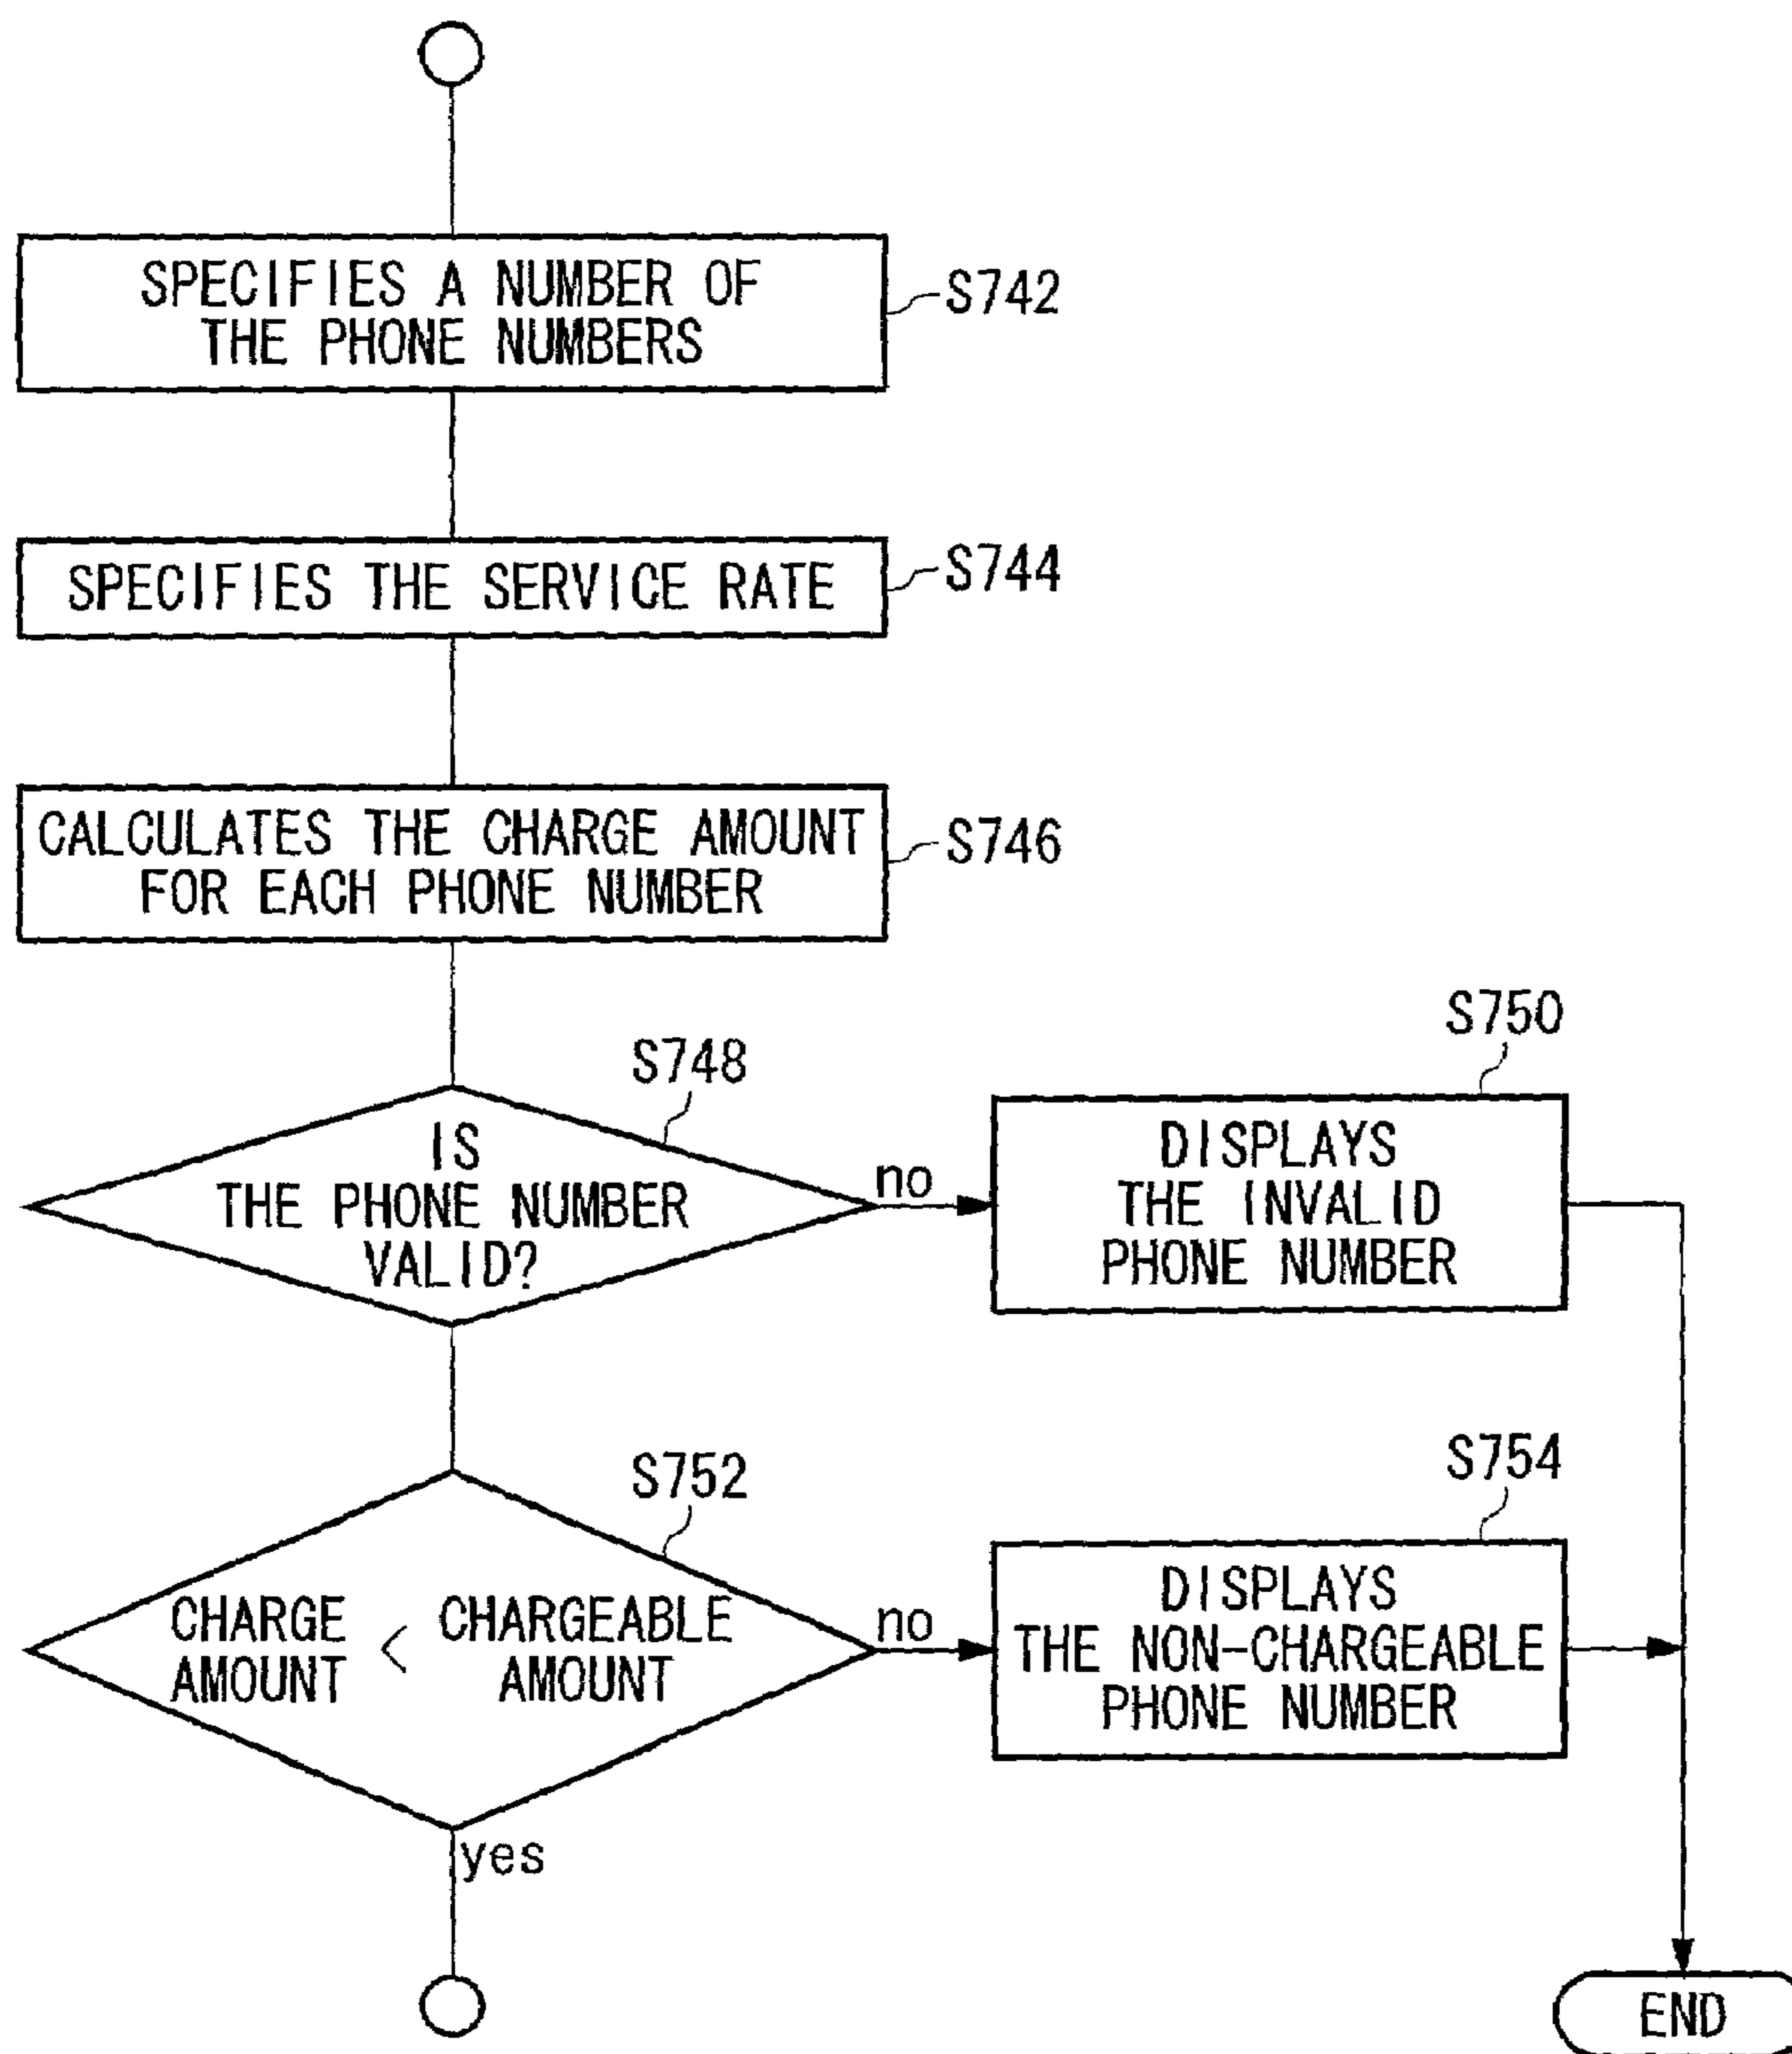 SPECIFIES A NUMBER OF
THE PHONE NUMBERS
S742
SPECIFIES THE SERVICE RATE
S744
CALCULATES THE CHARGE AMOUNT
FOR EACH PHONE NUMBER
S746
S748
IS
THE PHONE NUMBER
VALID?
no
S750
DISPLAYS
THE INVALID
PHONE NUMBER
S752
CHARGE
AMOUNT
<
CHARGEABLE
AMOUNT
no
yes
S754
DISPLAYS
THE NON-CHARGEABLE
PHONE NUMBER
END